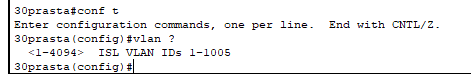 30prasta#conf t
Enter configuration commands, one per line.  End with CNTL/Z.
30prasta(config)#vlan ?
  <1-4094>  ISL VLAN IDs 1-1005
30prasta(config)#